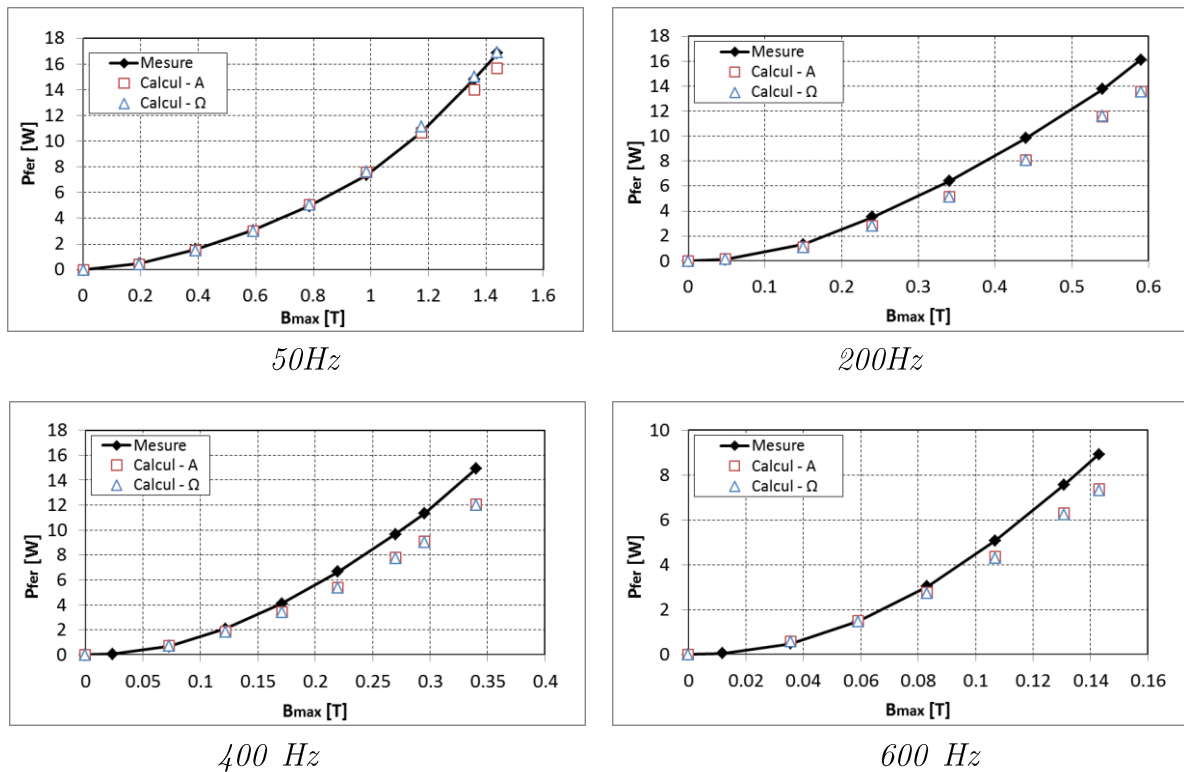 18
16
14
12
10
8
6
4
2
0
Pfer [W]
Mesure
Calcul - A
Calcul - Ω
0 0.2 0.4 0.6 0.8 1 1.2 1.4 1.6
Bmax [T]
50Hz
18
16
14
12
10
8
6
4
2
0
Pfer [W]
Mesure
Calcul - A
Calcul - Ω
0 0.1 0.2 0.3 0.4 0.5 0.6
Bmax [T]
200Hz
18
16
14
12
10
8
6
4
2
0
Pfer [W]
Mesure
Calcul - A
Calcul - Ω
0 0.05 0.1 0.15 0.2 0.25 0.3 0.35 0.4
Bmax [T]
400 Hz
10
8
6
4
2
0
Pfer [W]
Mesure
Calcul - A
Calcul - Ω
0 0.02 0.04 0.06 0.08 0.1 0.12 0.14 0.16
Bmax [T]
600 Hz